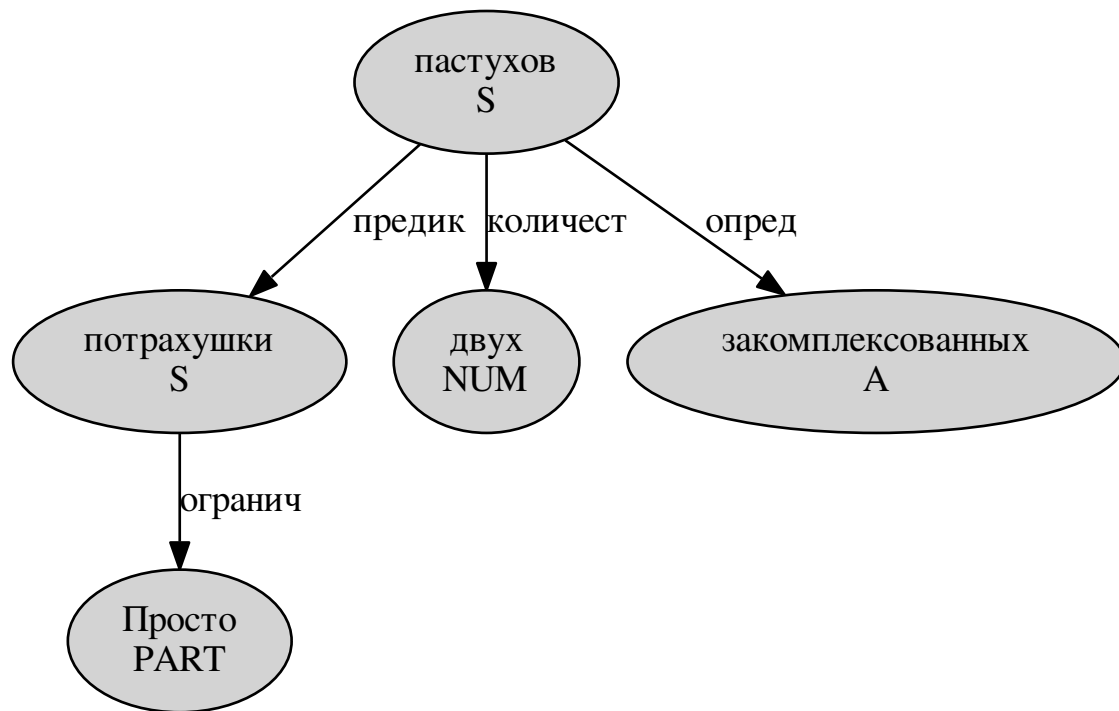 пастухов
S
предик
количест
опред
потрахушки
S
двух
NUM
закомплексованных
A
огранич
Просто
PART